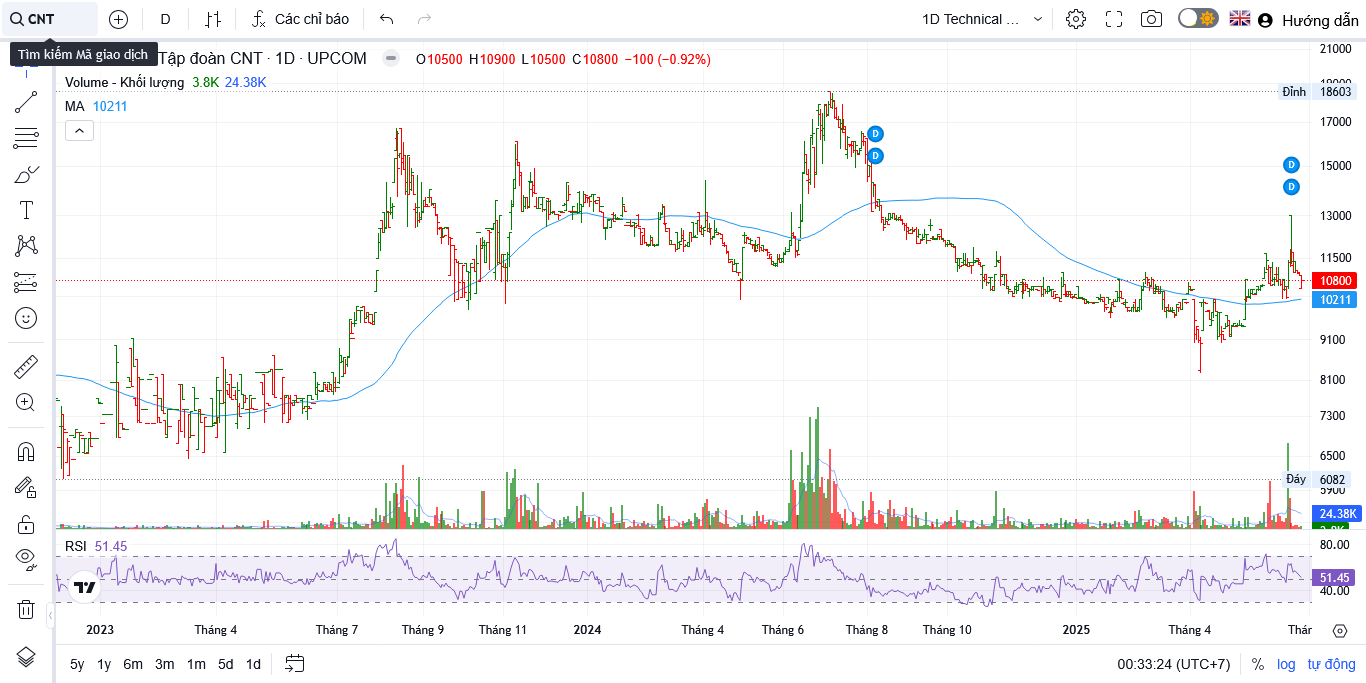 CNT
D
Các chỉ báo
1D Technical ...
Hướng dẫn
Tìm kiếm Mã giao dịch
Tập đoàn CNT · 1D · UPCOM
O10500 H10900 L10500 C10800 −100 (−0.92%)
Volume - Khối lượng 3.8K 24.38K
MA 10211
21000
19000
Đỉnh 18603
17000
D
15000
D
D
D
13000
11500
10800
10211
9100
8100
7300
6500
Đáy 6082
5900
24.38K
3.8K
RSI 51.45
80.00
51.45
40.00
2023 Tháng 4 Tháng 7 Tháng 9 Tháng 11 2024 Tháng 4 Tháng 6 Tháng 8 Tháng 10 2025 Tháng 4 Thár
5y 1y 6m 3m 1m 5d 1d
00:33:24 (UTC+7) % log tự động